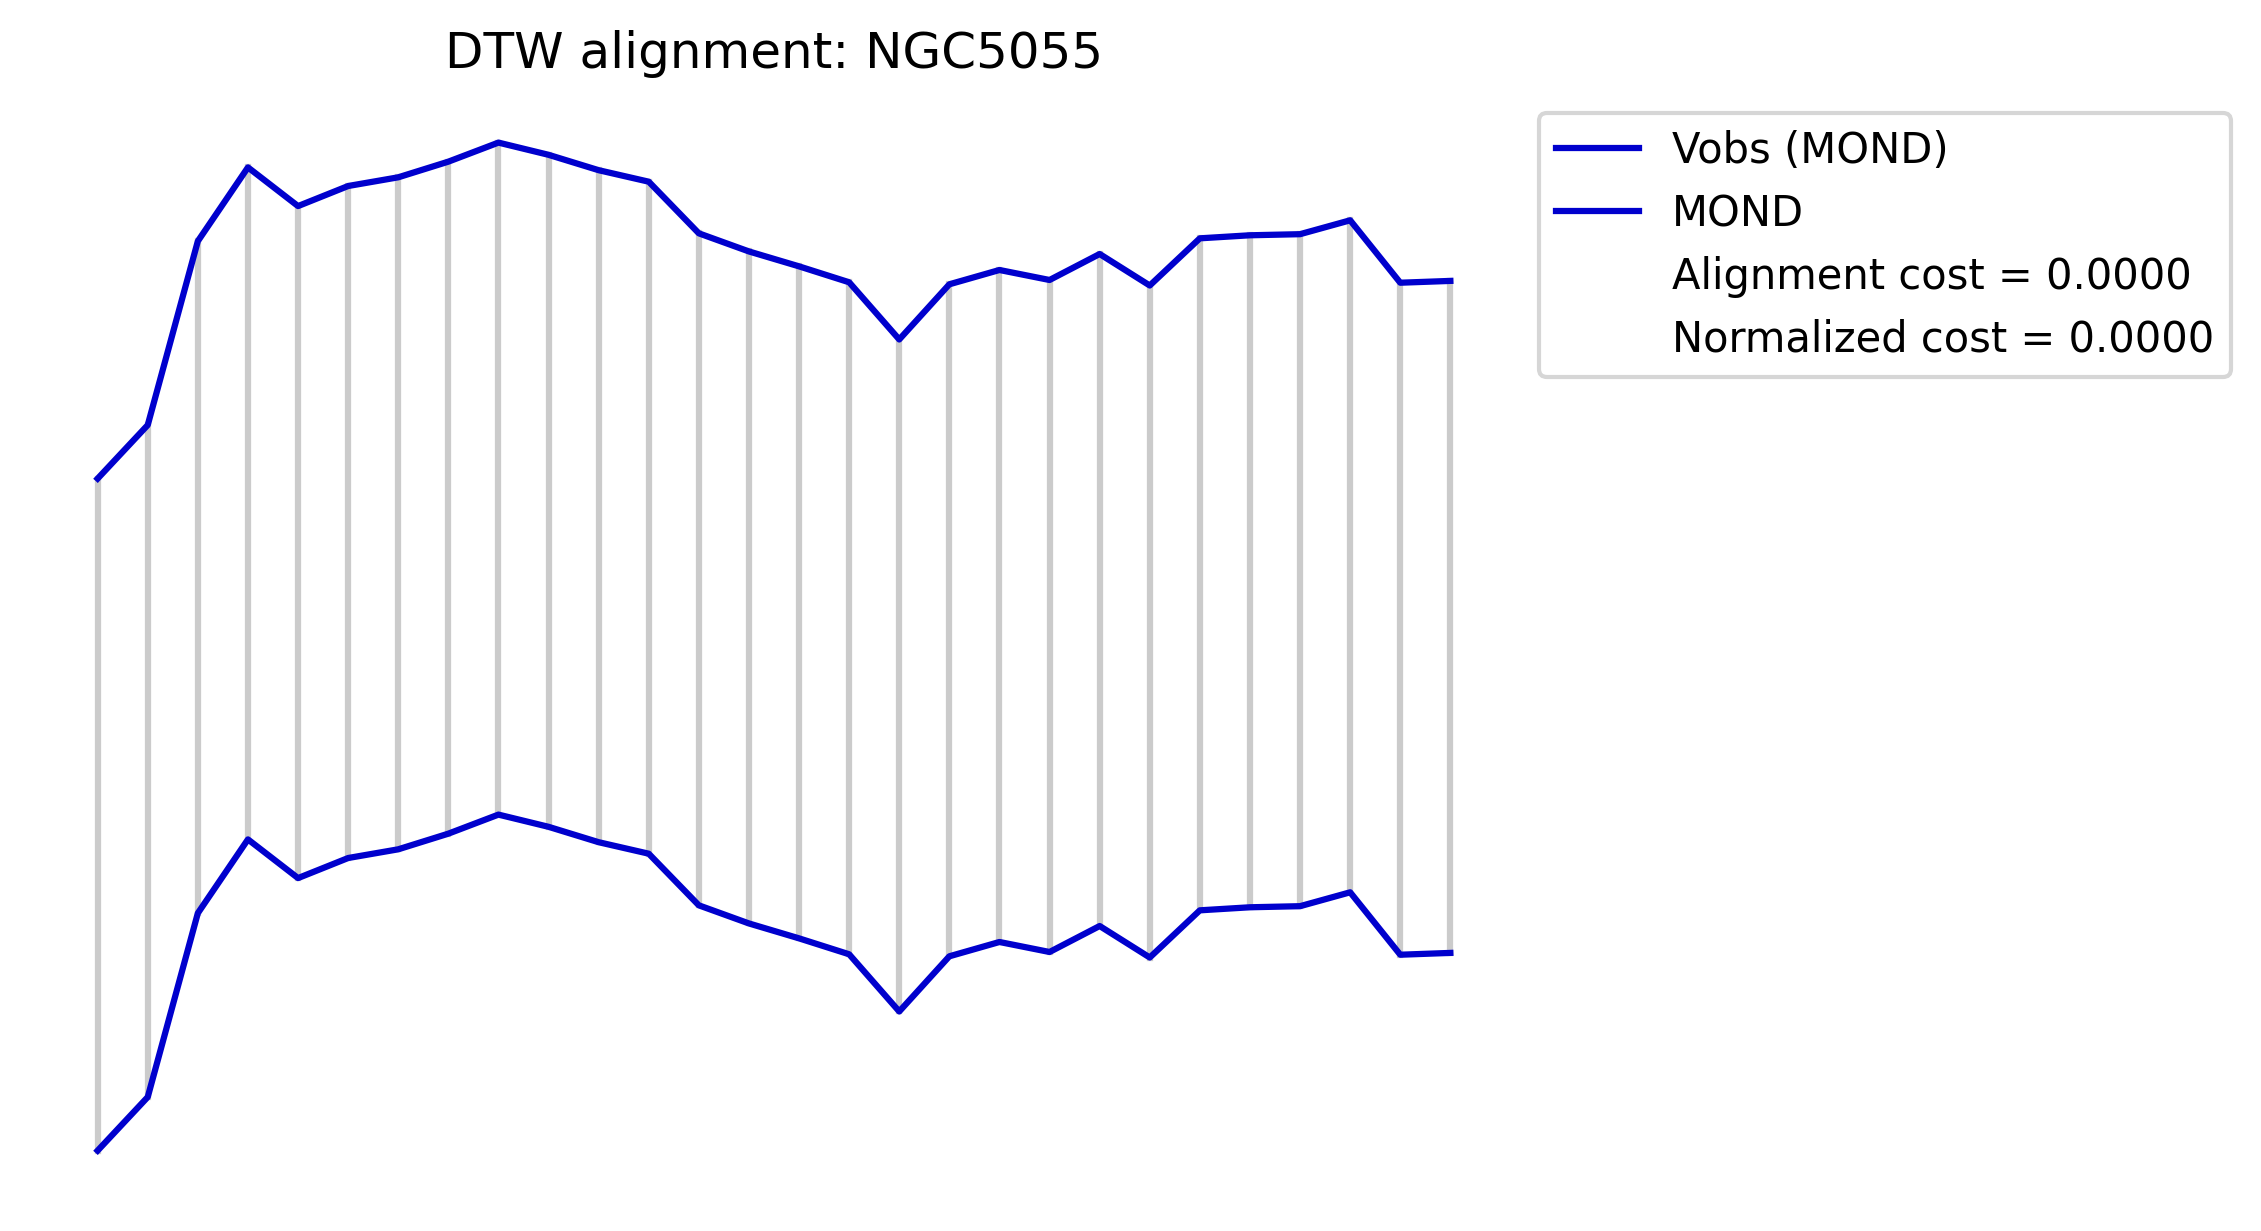 DTW alignment: NGC5055
Vobs (MOND)
MOND
Alignment cost = 0.0000
Normalized cost = 0.0000